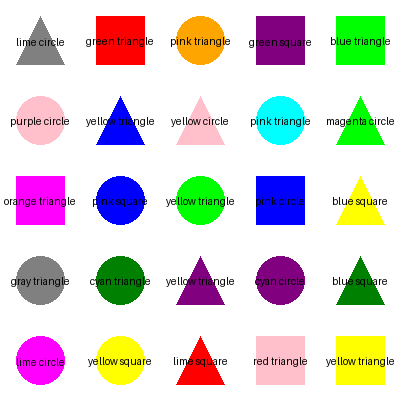 lime circle green triangle pink triangle green square blue triangle
purple circle yellow triangle yellow circle pink triangle magenta circle
orange triangle pink square yellow triangle pink circle blue square
gray triangle cyan triangle yellow triangle cyan circle blue square
lime circle yellow square lime square red triangle yellow triangle